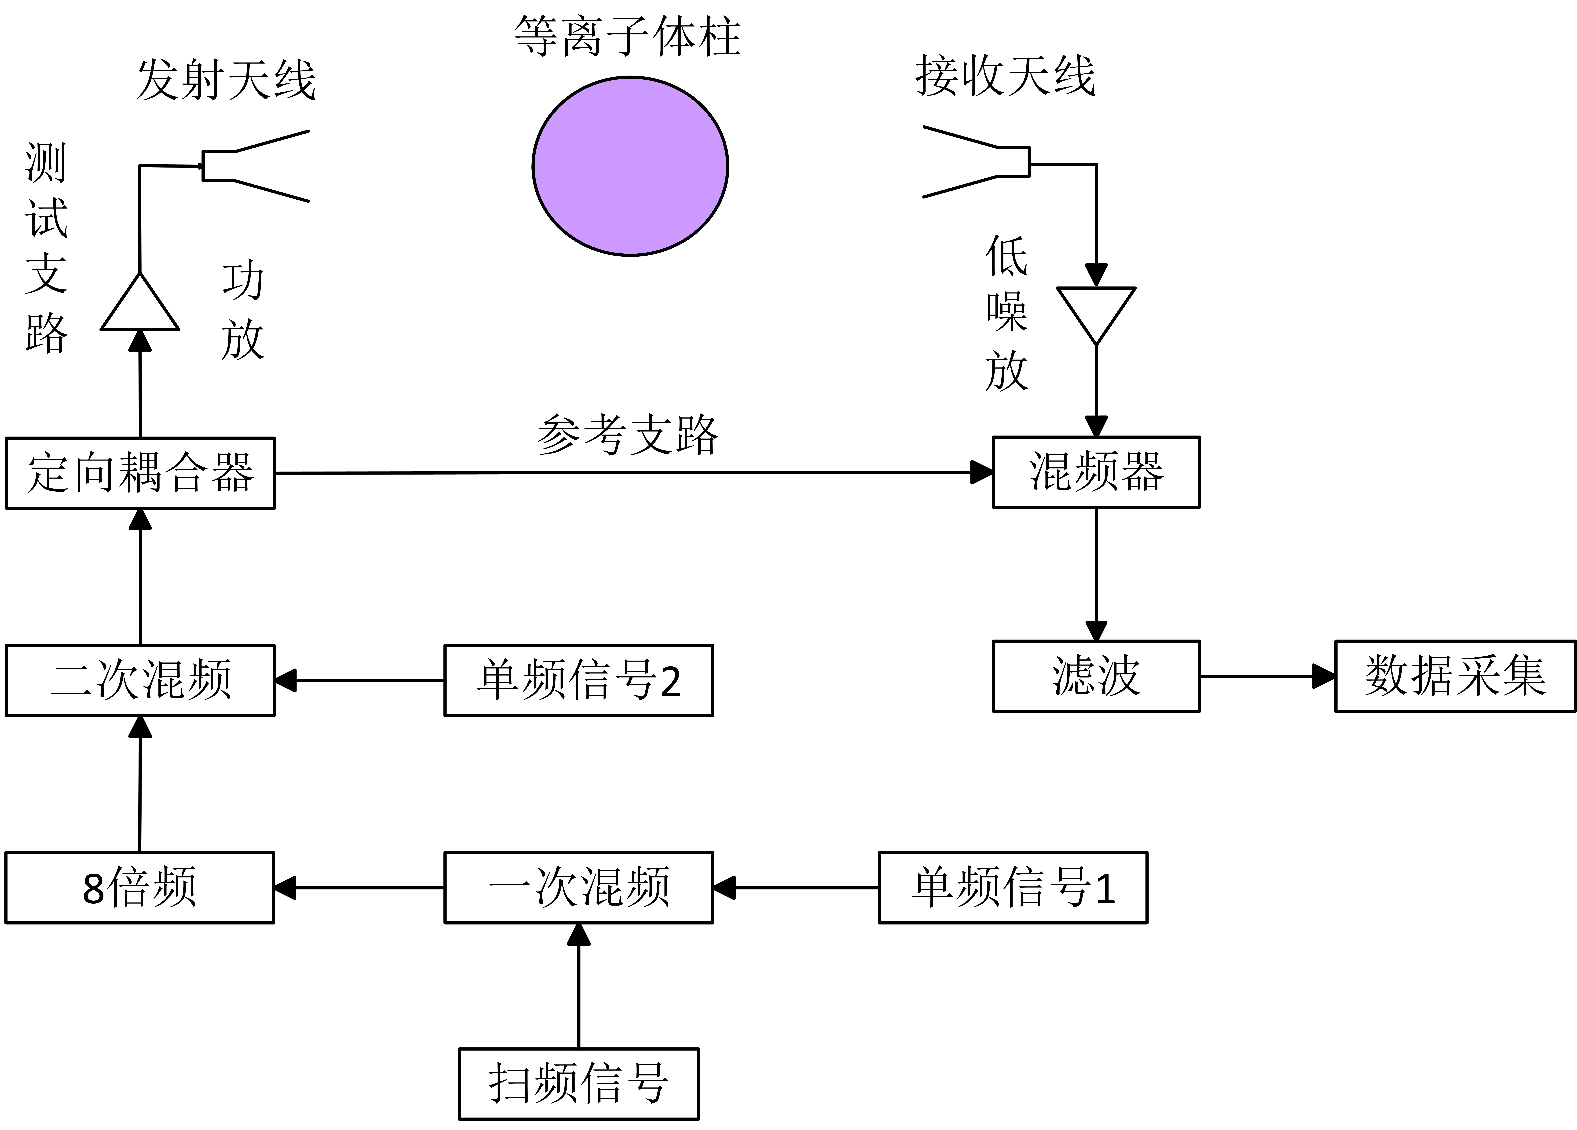 等离子体柱
发射天线
接收天线
测试支路
功放
低噪放
参考支路
定向耦合器
混频器
二次混频
单频信号2
滤波
数据采集
8倍频
一次混频
单频信号1
扫频信号